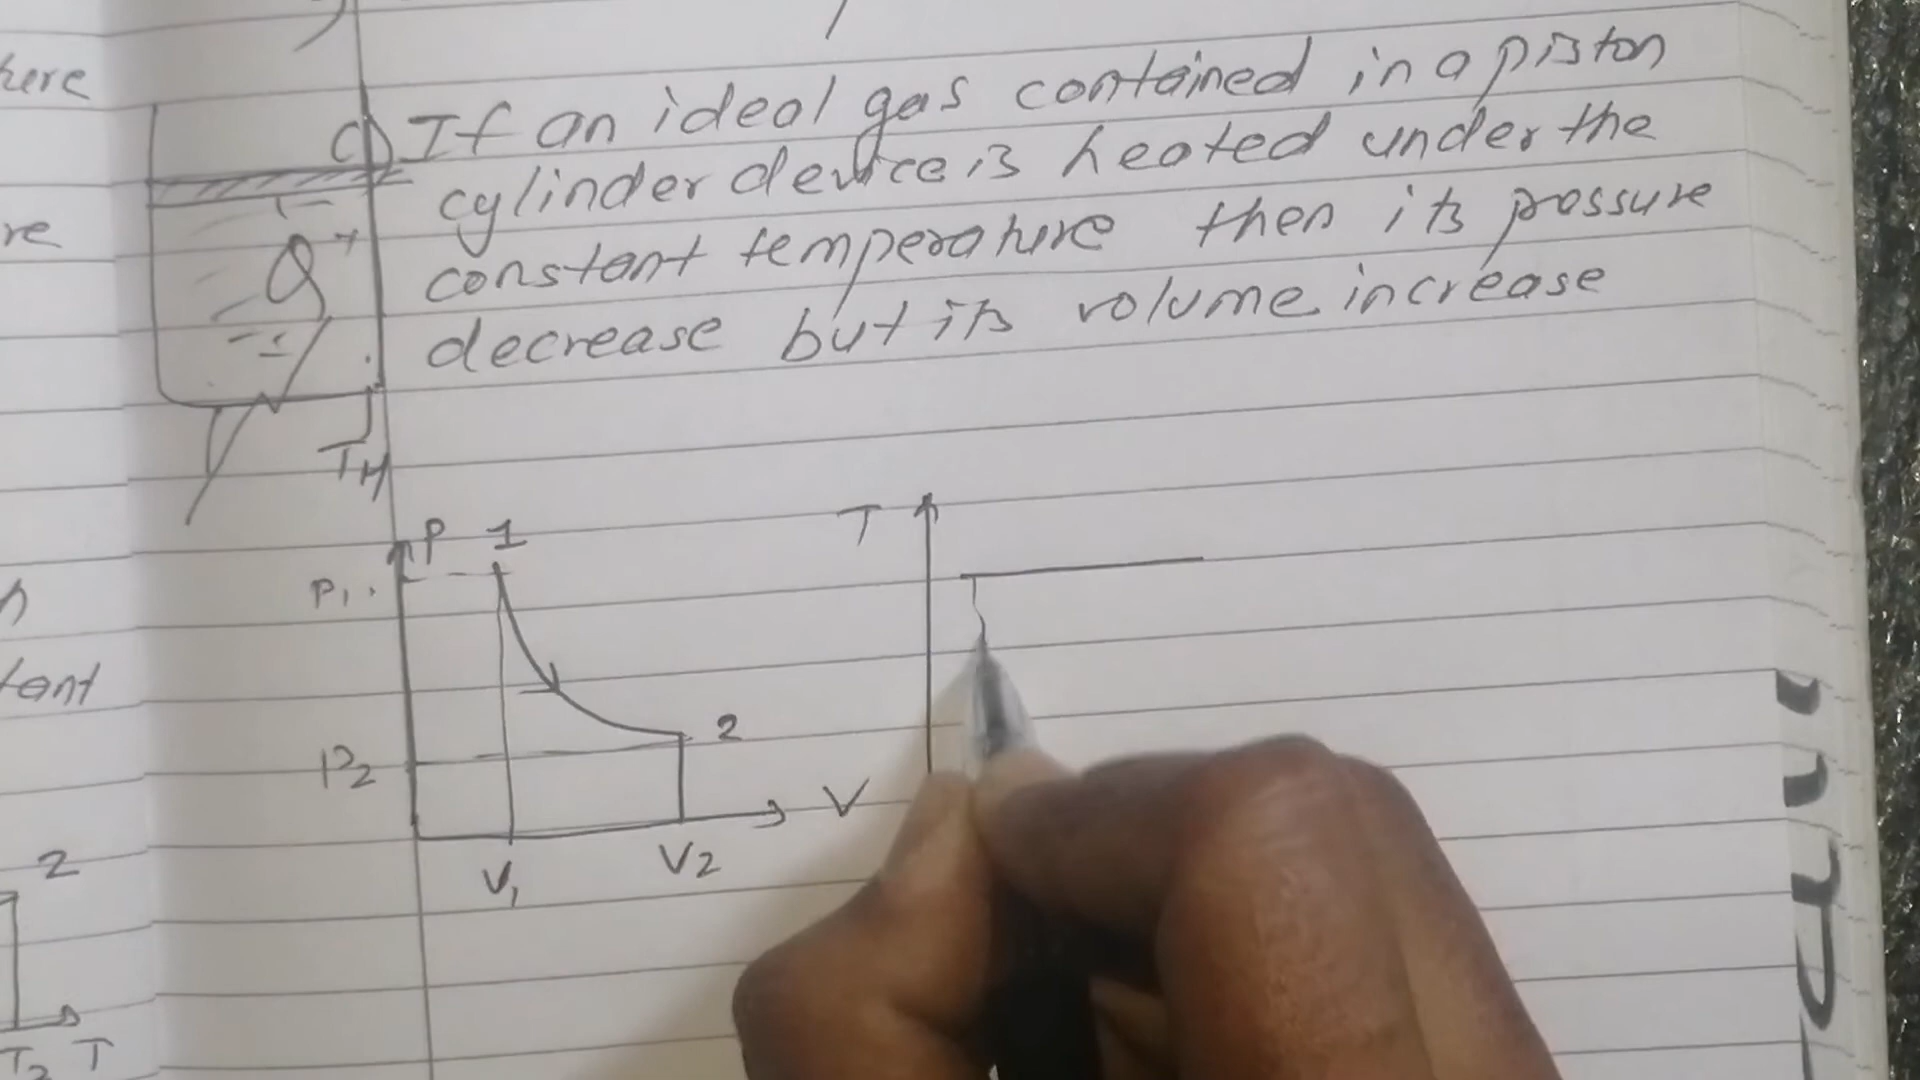 here
re
n
tant
2
T2 T
C) If an ideal gas contained in a piston
cylinder device is heated under the
constant temperature then its pressure
decrease but its volume increase
Q+
TH
P 1
P1
P2
2
V
V1 V2
T